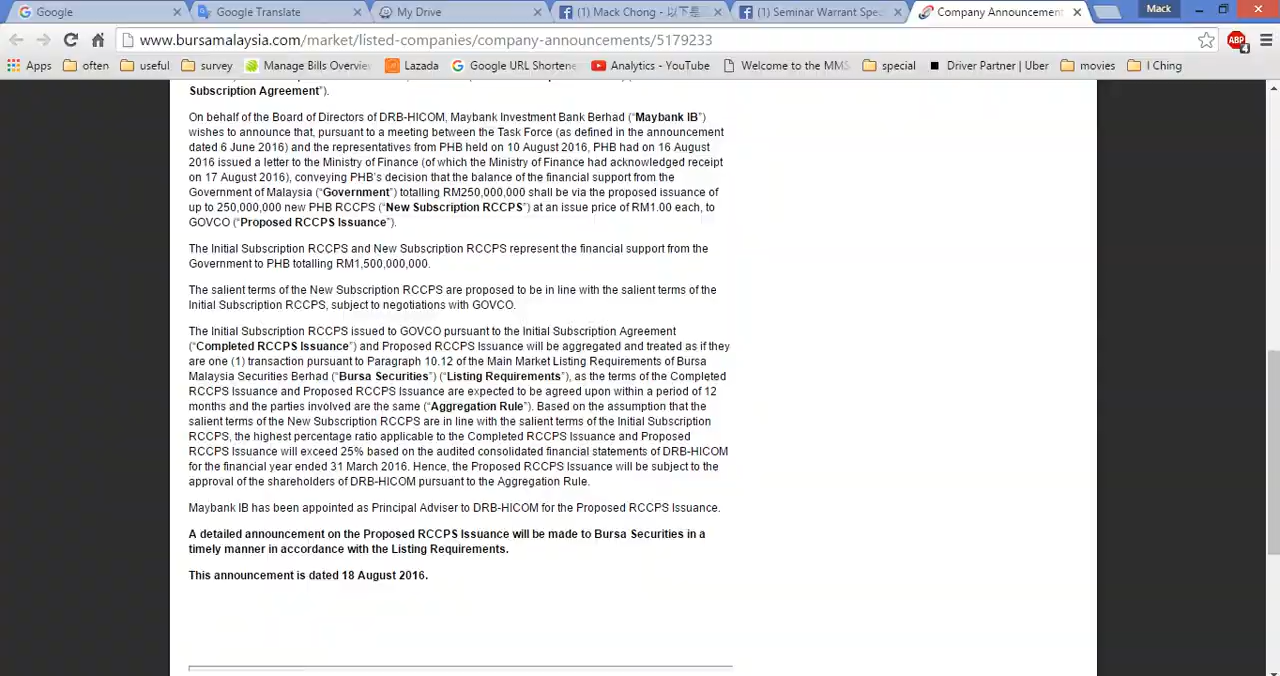 Google
Google Translate
My Drive
(1) Mack Chong - 以下是
(1) Seminar Warrant Spec
Company Announcement
Mack
www.bursamalaysia.com/market/listed-companies/company-announcements/5179233
ABP
4
Apps often useful survey Manage Bills Overvie Lazada Google URL Shortene Analytics - YouTube Welcome to the MMS special Driver Partner | Uber movies I Ching
Subscription Agreement”).
On behalf of the Board of Directors of DRB-HICOM, Maybank Investment Bank Berhad (“Maybank IB”)
wishes to announce that, pursuant to a meeting between the Task Force (as defined in the announcement
dated 6 June 2016) and the representatives from PHB held on 10 August 2016, PHB had on 16 August
2016 issued a letter to the Ministry of Finance (of which the Ministry of Finance had acknowledged receipt
on 17 August 2016), conveying PHB’s decision that the balance of the financial support from the
Government of Malaysia (“Government”) totalling RM250,000,000 shall be via the proposed issuance of
up to 250,000,000 new PHB RCCPS (“New Subscription RCCPS”) at an issue price of RM1.00 each, to
GOVCO (“Proposed RCCPS Issuance”).
The Initial Subscription RCCPS and New Subscription RCCPS represent the financial support from the
Government to PHB totalling RM1,500,000,000.
The salient terms of the New Subscription RCCPS are proposed to be in line with the salient terms of the
Initial Subscription RCCPS, subject to negotiations with GOVCO.
The Initial Subscription RCCPS issued to GOVCO pursuant to the Initial Subscription Agreement
(“Completed RCCPS Issuance”) and Proposed RCCPS Issuance will be aggregated and treated as if they
are one (1) transaction pursuant to Paragraph 10.12 of the Main Market Listing Requirements of Bursa
Malaysia Securities Berhad (“Bursa Securities”) (“Listing Requirements”), as the terms of the Completed
RCCPS Issuance and Proposed RCCPS Issuance are expected to be agreed upon within a period of 12
months and the parties involved are the same (“Aggregation Rule”). Based on the assumption that the
salient terms of the New Subscription RCCPS are in line with the salient terms of the Initial Subscription
RCCPS, the highest percentage ratio applicable to the Completed RCCPS Issuance and Proposed
RCCPS Issuance will exceed 25% based on the audited consolidated financial statements of DRB-HICOM
for the financial year ended 31 March 2016. Hence, the Proposed RCCPS Issuance will be subject to the
approval of the shareholders of DRB-HICOM pursuant to the Aggregation Rule.
Maybank IB has been appointed as Principal Adviser to DRB-HICOM for the Proposed RCCPS Issuance.
A detailed announcement on the Proposed RCCPS Issuance will be made to Bursa Securities in a
timely manner in accordance with the Listing Requirements.
This announcement is dated 18 August 2016.